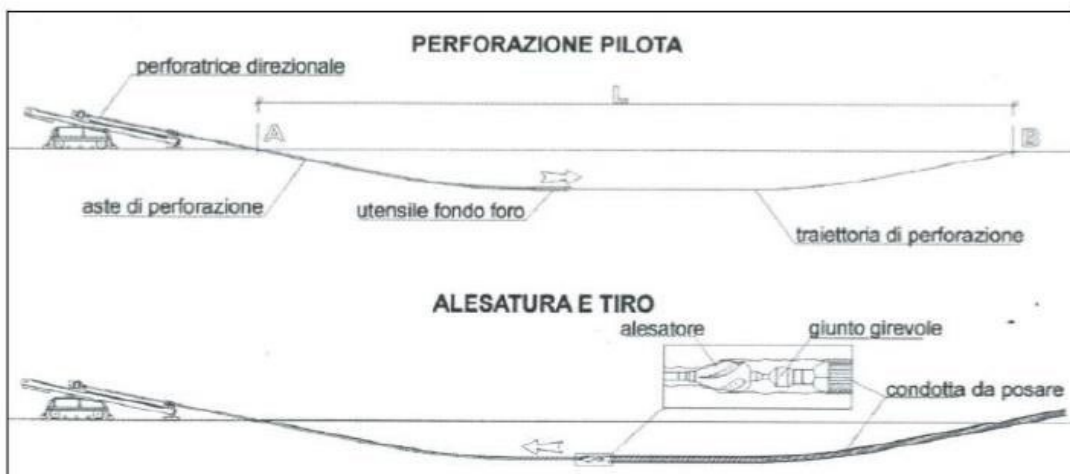 PERFORAZIONE PILOTA
perforatrice direzionale
L
A
B
aste di perforazione
utensile fondo foro
traiettoria di perforazione
ALESATURA E TIRO
alesatore
giunto girevole
condotta da posare